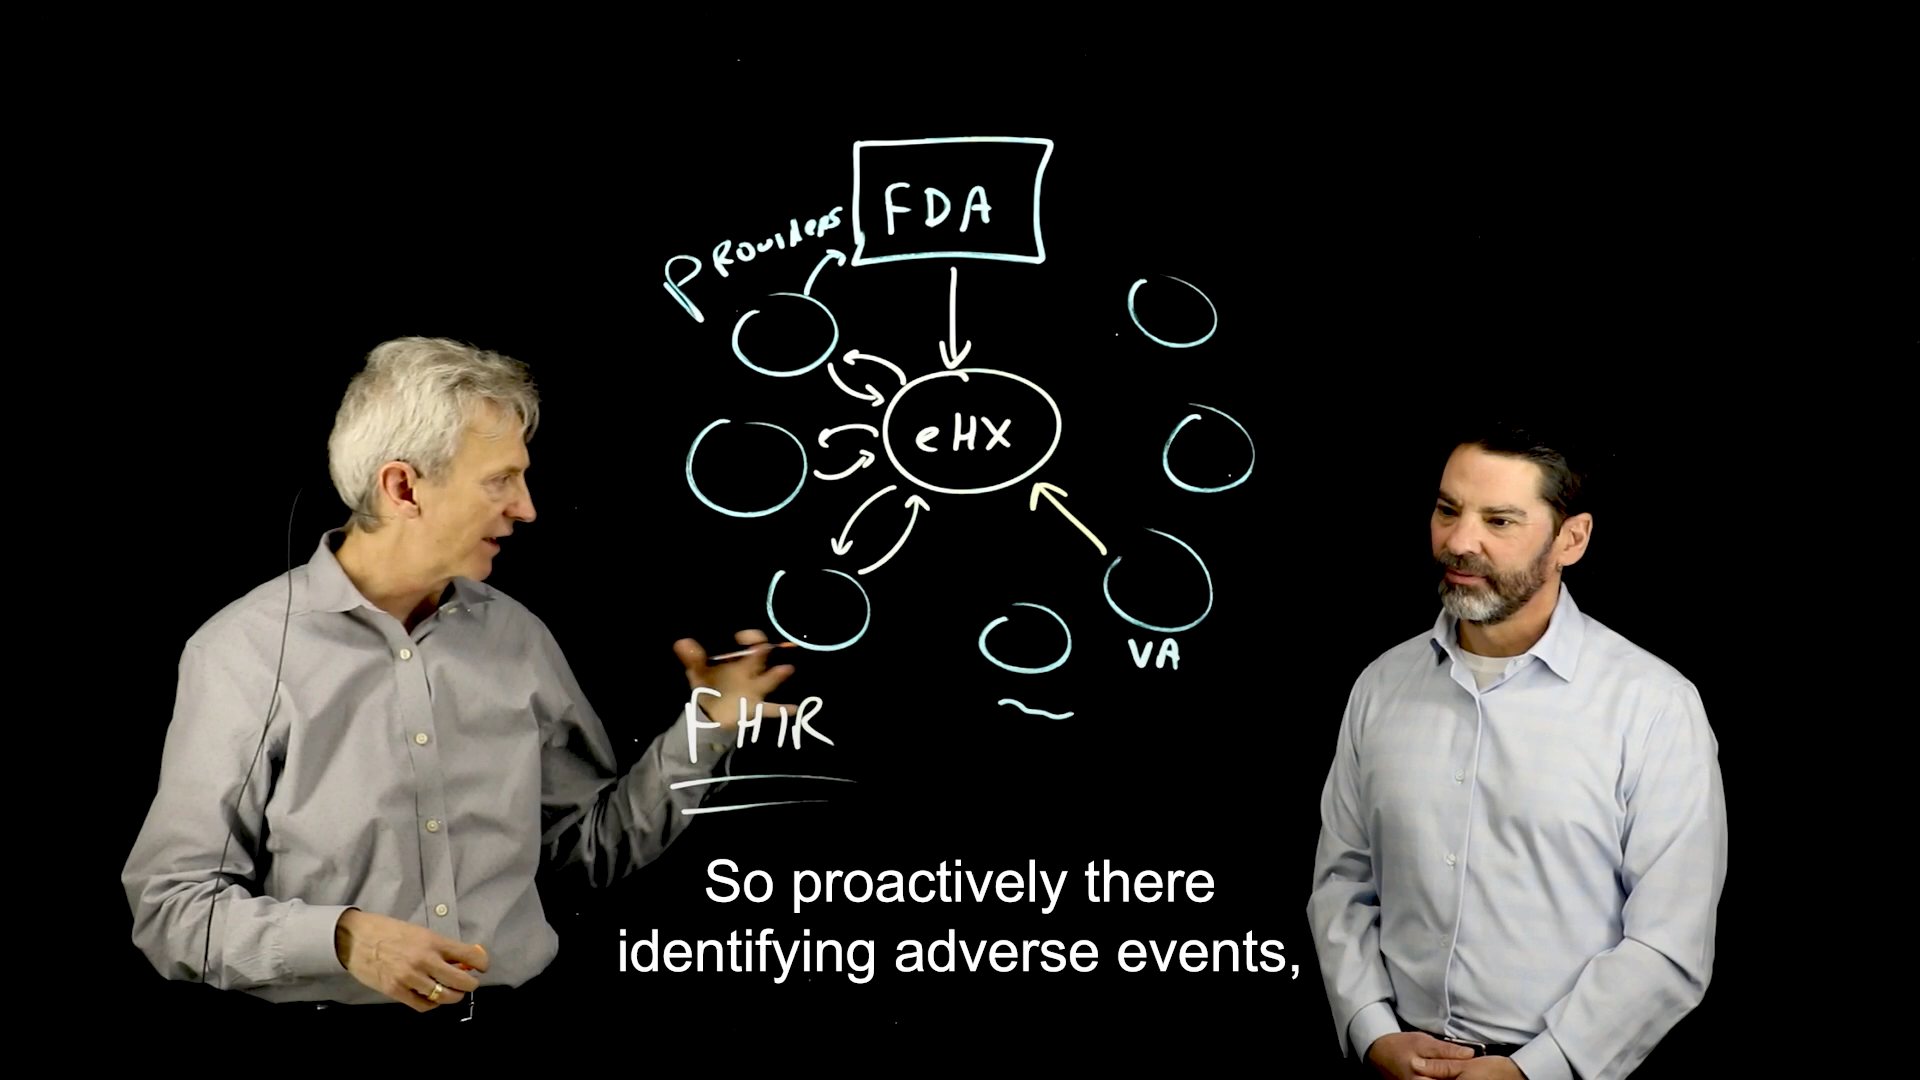 FDA
PROVIDERS
eHX
VA
FHIR
So proactively there
identifying adverse events,